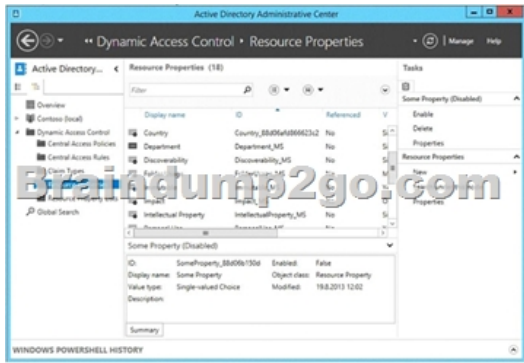 Active Directory Administrative Center
Dynamic Access Control • Resource Properties
Manage
Help
Active Directory...
Overview
Contoso (local)
Dynamic Access Control
Central Access Policies
Central Access Rules
Claim Types
Global Search
Resource Properties (18)
Filter
Display name
ID
Referenced
Country
Country_88d06afd866623c2
No
Department
Department_MS
No
Discoverability
Discoverability_MS
No
Impact
No
Intellectual Property
IntellectualProperty_MS
No
Some Property (Disabled)
ID:
SomeProperty_88d06b150d
Enabled:
False
Display name:
Some Property
Object class:
Resource Property
Value type:
Single-valued Choice
Modified:
19.8.2013 12:02
Description:
Summary
Tasks
Some Property (Disabled)
Enable
Delete
Properties
Resource Properties
New
Properties
WINDOWS POWERSHELL HISTORY
Braindump2go.com